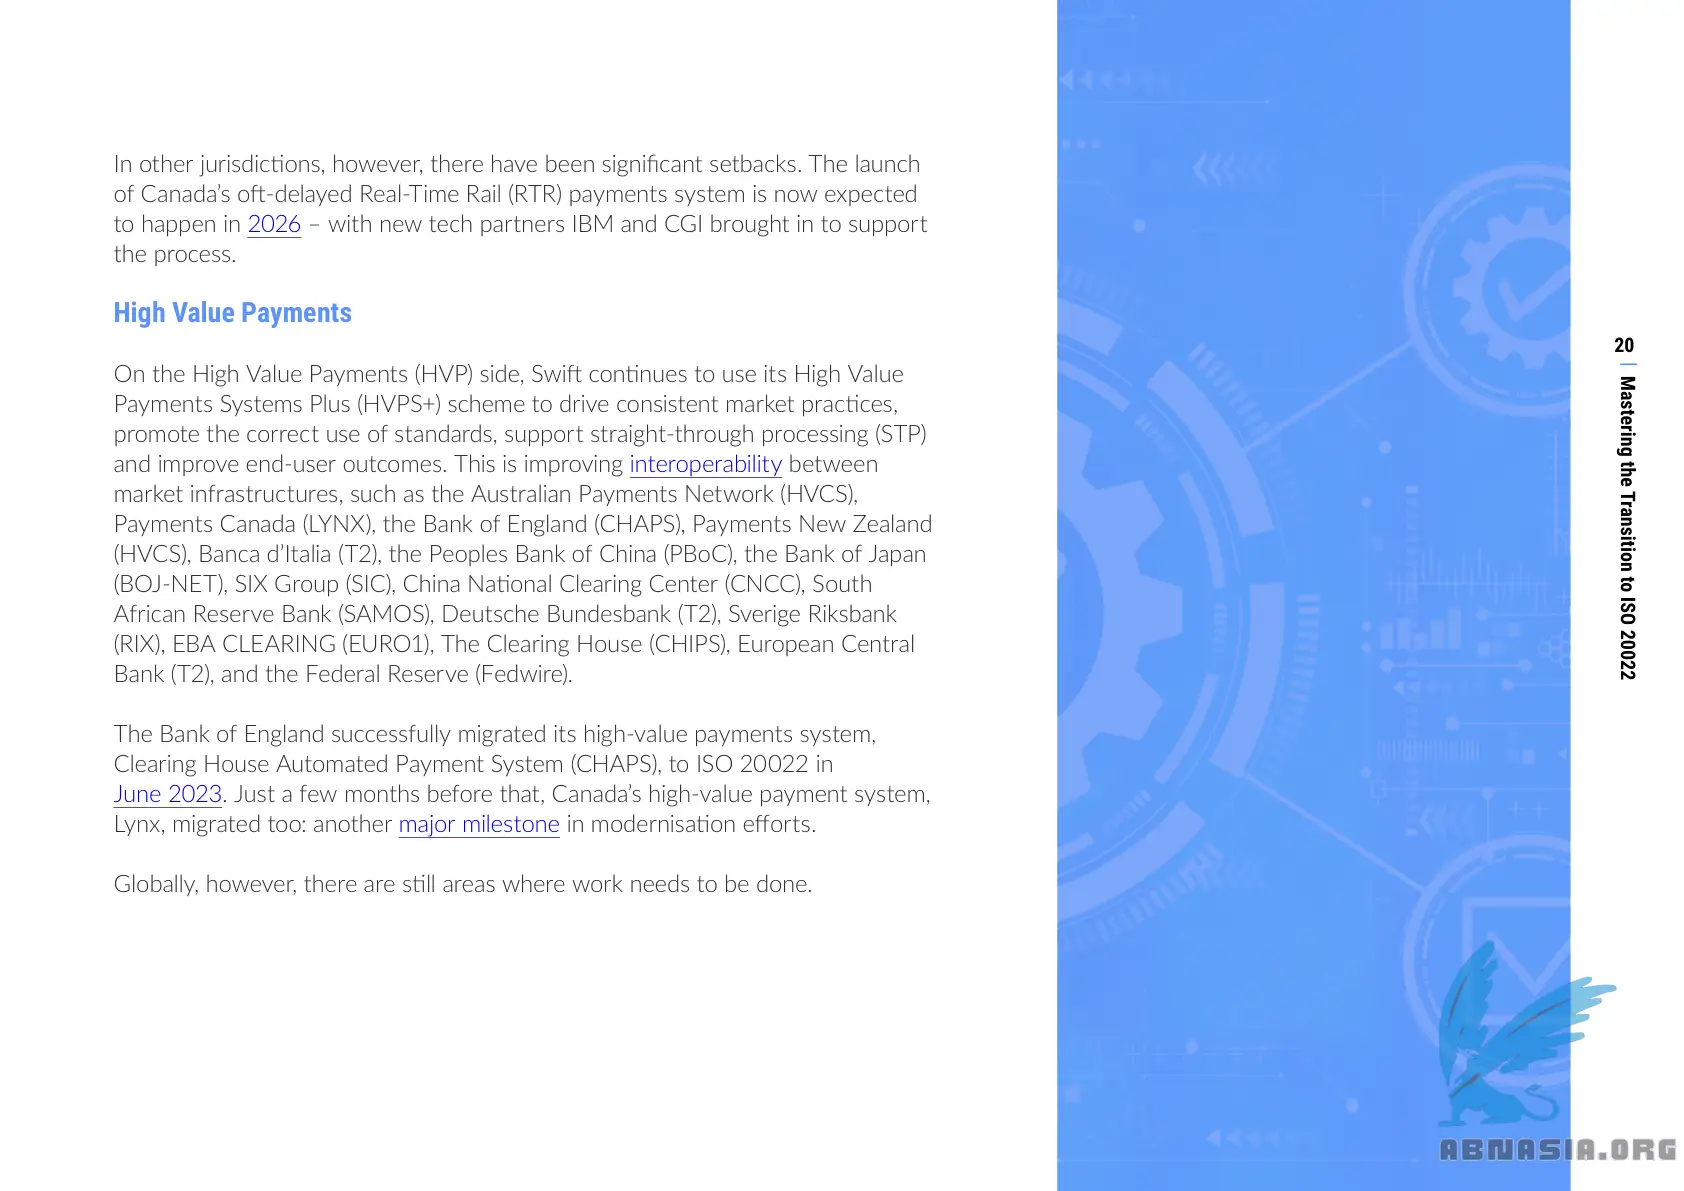 In other jurisdictions, however, there have been significant setbacks. The launch
of Canada’s oft-delayed Real-Time Rail (RTR) payments system is now expected
to happen in 2026 – with new tech partners IBM and CGI brought in to support
the process.
High Value Payments
On the High Value Payments (HVP) side, Swift continues to use its High Value
Payments Systems Plus (HVPS+) scheme to drive consistent market practices,
promote the correct use of standards, support straight-through processing (STP)
and improve end-user outcomes. This is improving interoperability between
market infrastructures, such as the Australian Payments Network (HVCS),
Payments Canada (LYNX), the Bank of England (CHAPS), Payments New Zealand
(HVCS), Banca d’Italia (T2), the Peoples Bank of China (PBoC), the Bank of Japan
(BOJ-NET), SIX Group (SIC), China National Clearing Center (CNCC), South
African Reserve Bank (SAMOS), Deutsche Bundesbank (T2), Sverige Riksbank
(RIX), EBA CLEARING (EURO1), The Clearing House (CHIPS), European Central
Bank (T2), and the Federal Reserve (Fedwire).
The Bank of England successfully migrated its high-value payments system,
Clearing House Automated Payment System (CHAPS), to ISO 20022 in
June 2023. Just a few months before that, Canada’s high-value payment system,
Lynx, migrated too: another major milestone in modernisation efforts.
Globally, however, there are still areas where work needs to be done.
20
Mastering the Transition to ISO 20022
ABNASIA.ORG